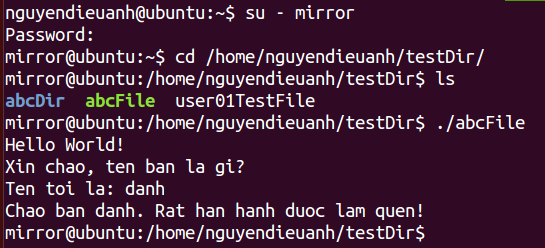 nguyendieuanh@ubuntu:~$ su - mirror
Password:
mirror@ubuntu:~$ cd /home/nguyendieuanh/testDir/
mirror@ubuntu:/home/nguyendieuanh/testDir$ ls
abcDir  abcFile  user01TestFile
mirror@ubuntu:/home/nguyendieuanh/testDir$ ./abcFile
Hello World!
Xin chao, ten ban la gi?
Ten toi la: danh
Chao ban danh. Rat han hanh duoc lam quen!
mirror@ubuntu:/home/nguyendieuanh/testDir$